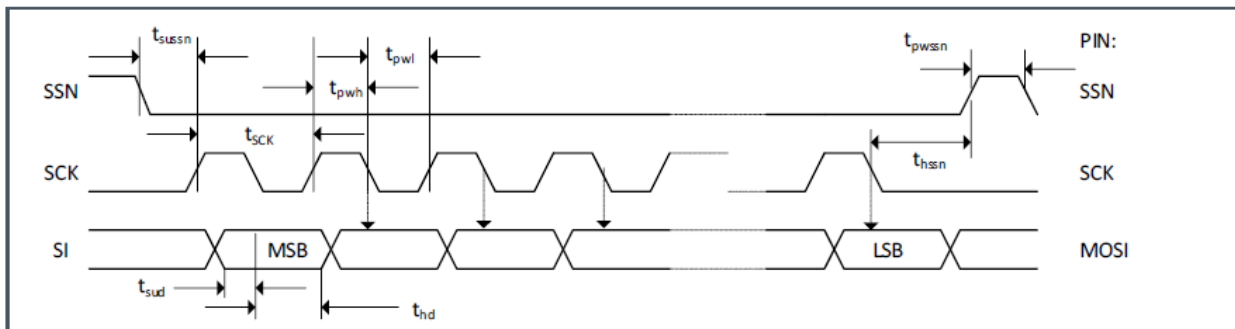 t_sussn
t_pwl
t_pwssn
PIN:
SSN
t_pwh
SSN
t_SCK
t_hssn
SCK
SCK
SI
MSB
LSB
MOSI
t_sud
t_hd